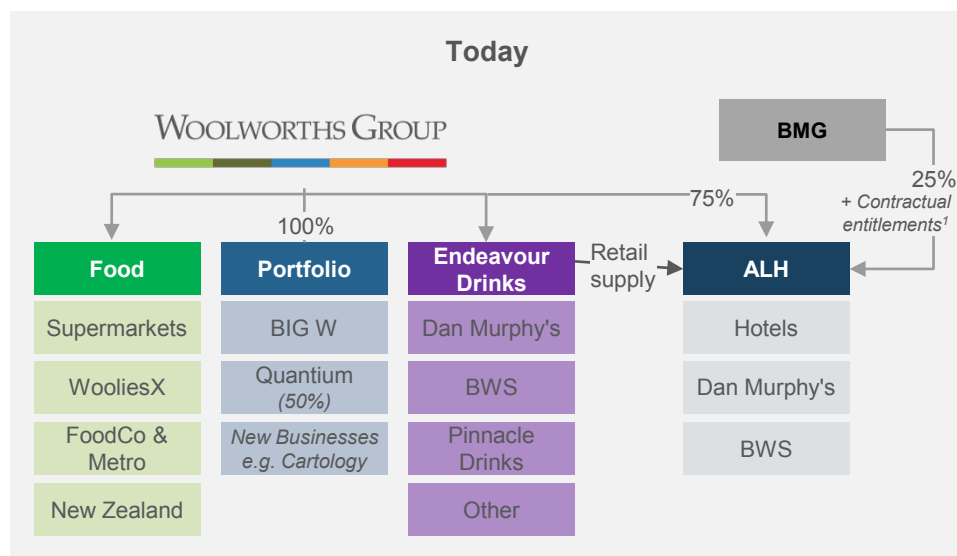 Today
WOOLWORTHS GROUP
BMG
25%
+ Contractual
entitlements¹
75%
100%
Food
Portfolio
Endeavour
Drinks
Retail
supply
ALH
Supermarkets
BIG W
Dan Murphy's
Hotels
WooliesX
Quantium
(50%)
BWS
Dan Murphy's
FoodCo &
Metro
New Businesses
e.g. Cartology
Pinnacle
Drinks
BWS
New Zealand
Other